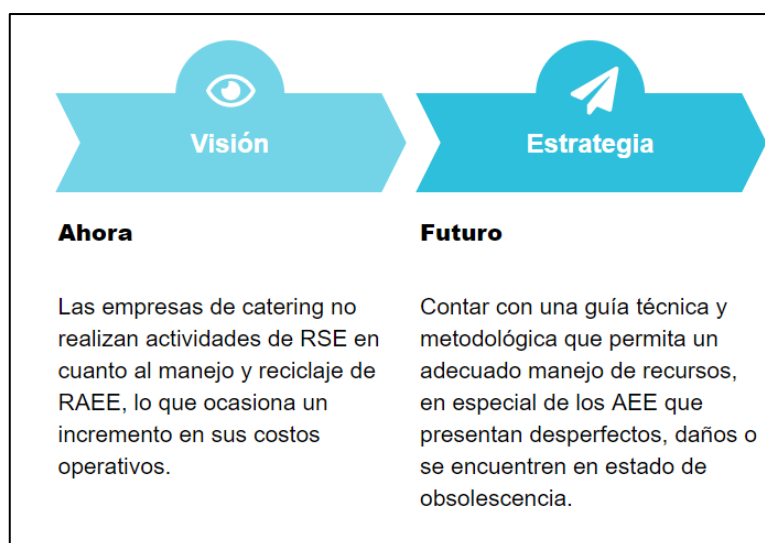 Visión
Ahora
Las empresas de catering no
realizan actividades de RSE en
cuanto al manejo y reciclaje de
RAEE, lo que ocasiona un
incremento en sus costos
operativos.
Estrategia
Futuro
Contar con una guía técnica y
metodológica que permita un
adecuado manejo de recursos,
en especial de los AEE que
presentan desperfectos, daños o
se encuentren en estado de
obsolescencia.